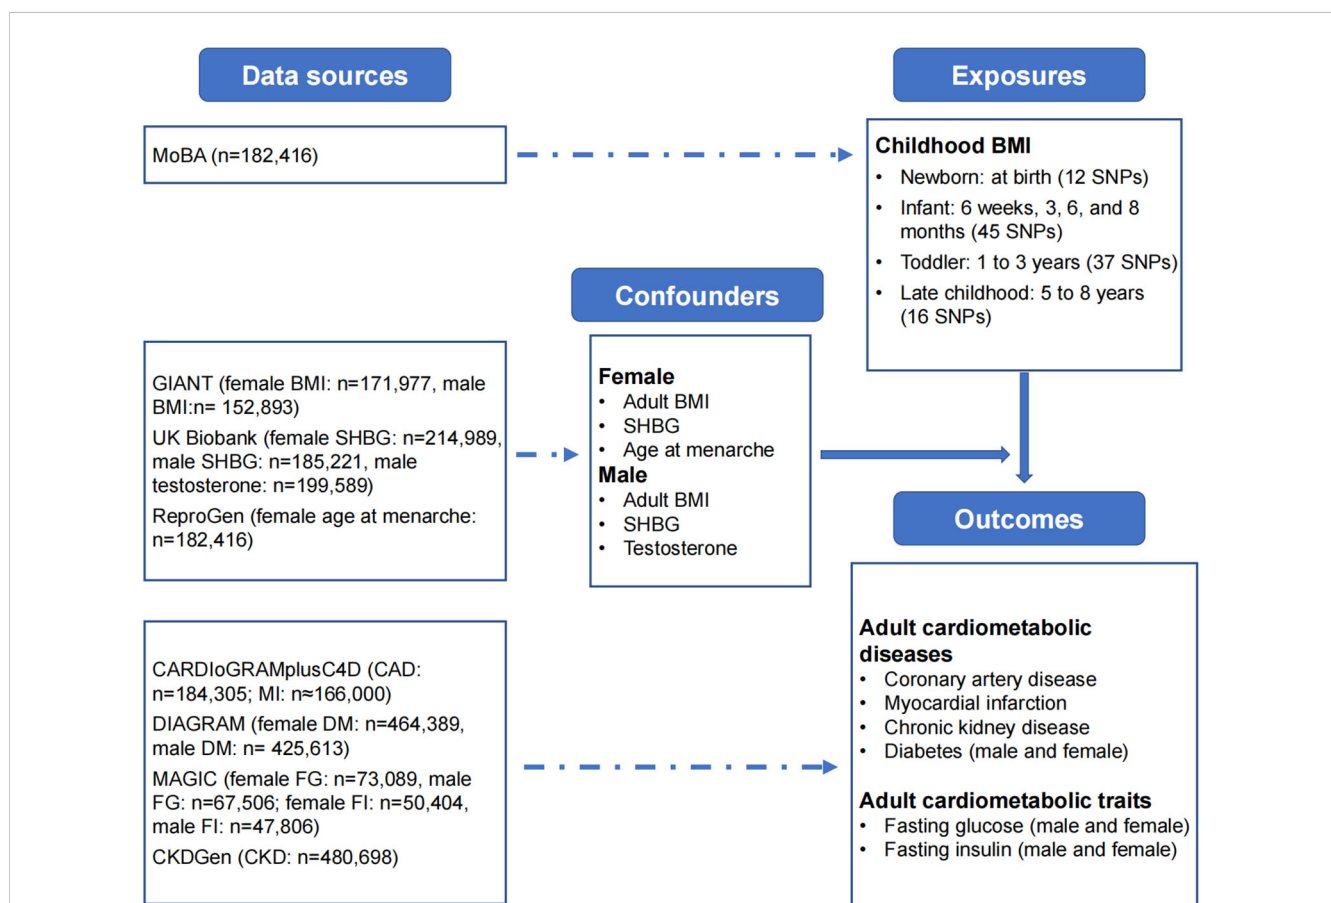 Data sources
MoBA (n=182,416)
GIANT (female BMI: n=171,977, male
BMI:n= 152,893)
UK Biobank (female SHBG: n=214,989,
male SHBG: n=185,221, male
testosterone: n=199,589)
ReproGen (female age at menarche:
n=182,416)
CARDIoGRAMplusC4D (CAD:
n=184,305; MI: n≈166,000)
DIAGRAM (female DM: n=464,389,
male DM: n= 425,613)
MAGIC (female FG: n=73,089, male
FG: n=67,506; female FI: n=50,404,
male FI: n=47,806)
CKDGen (CKD: n=480,698)
Confounders
Female
• Adult BMI
• SHBG
• Age at menarche
Male
• Adult BMI
• SHBG
• Testosterone
Exposures
Childhood BMI
• Newborn: at birth (12 SNPs)
• Infant: 6 weeks, 3, 6, and 8
months (45 SNPs)
• Toddler: 1 to 3 years (37 SNPs)
• Late childhood: 5 to 8 years
(16 SNPs)
Outcomes
Adult cardiometabolic
diseases
• Coronary artery disease
• Myocardial infarction
• Chronic kidney disease
• Diabetes (male and female)
Adult cardiometabolic traits
• Fasting glucose (male and female)
• Fasting insulin (male and female)